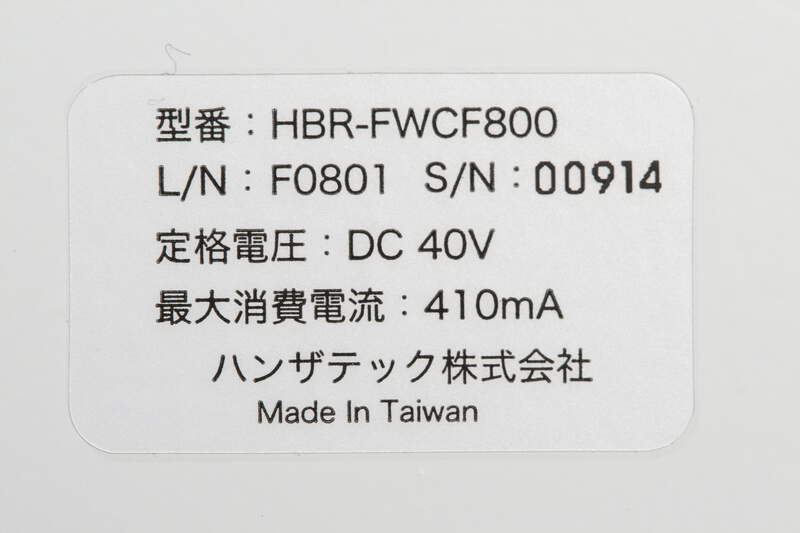 型番：HBR-FWCF800
L/N：F0801 S/N：00914
定格電圧：DC 40V
最大消費電流：410mA
ハンザテック株式会社
Made In Taiwan